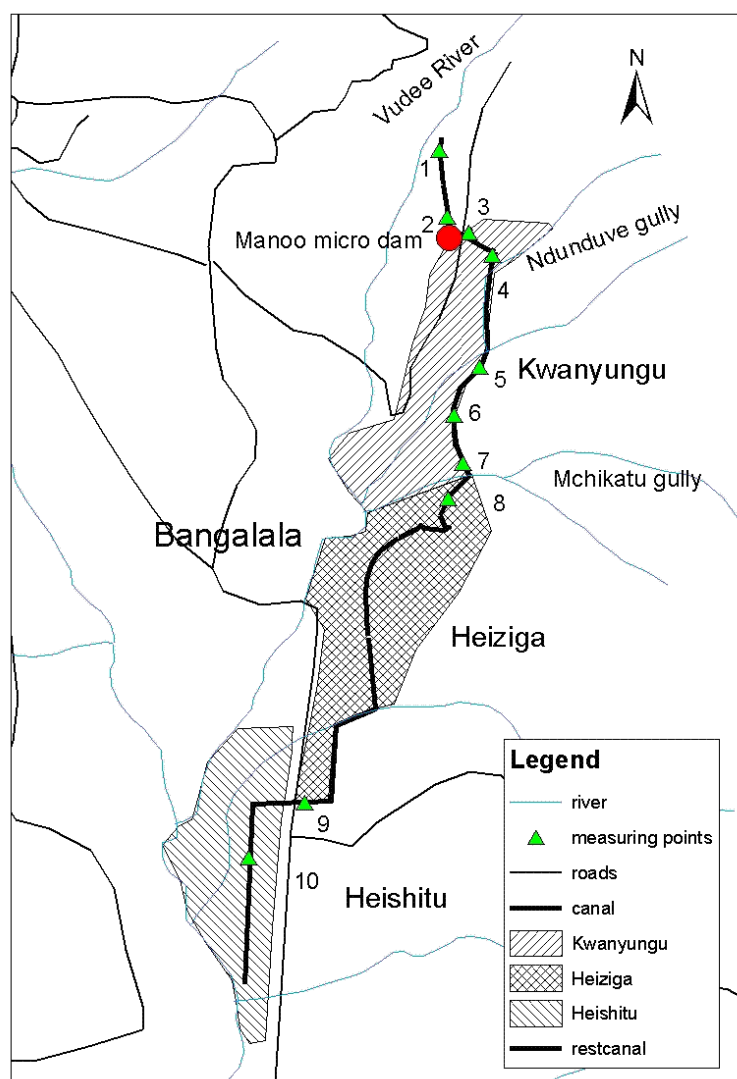 N
Vudee River
1
2
3
Manoo micro dam
Ndunduve gully
4
5
Kwanyungu
6
7
Mchikatu gully
8
Bangalala
Heiziga
9
10
Heishitu
Legend
river
measuring points
roads
canal
Kwanyungu
Heiziga
Heishitu
restcanal